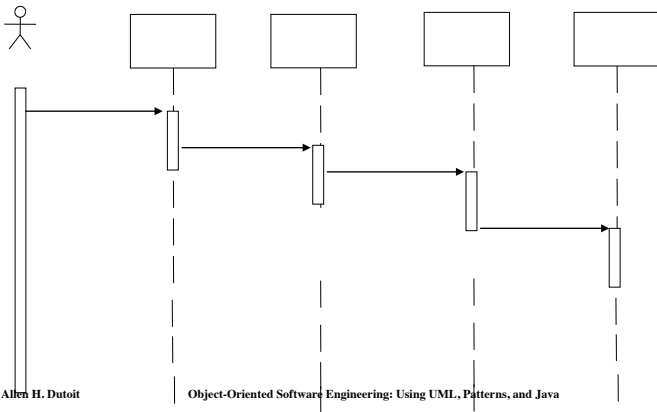 Allen H. Dutoit Object-Oriented Software Engineering: Using UML, Patterns, and Java